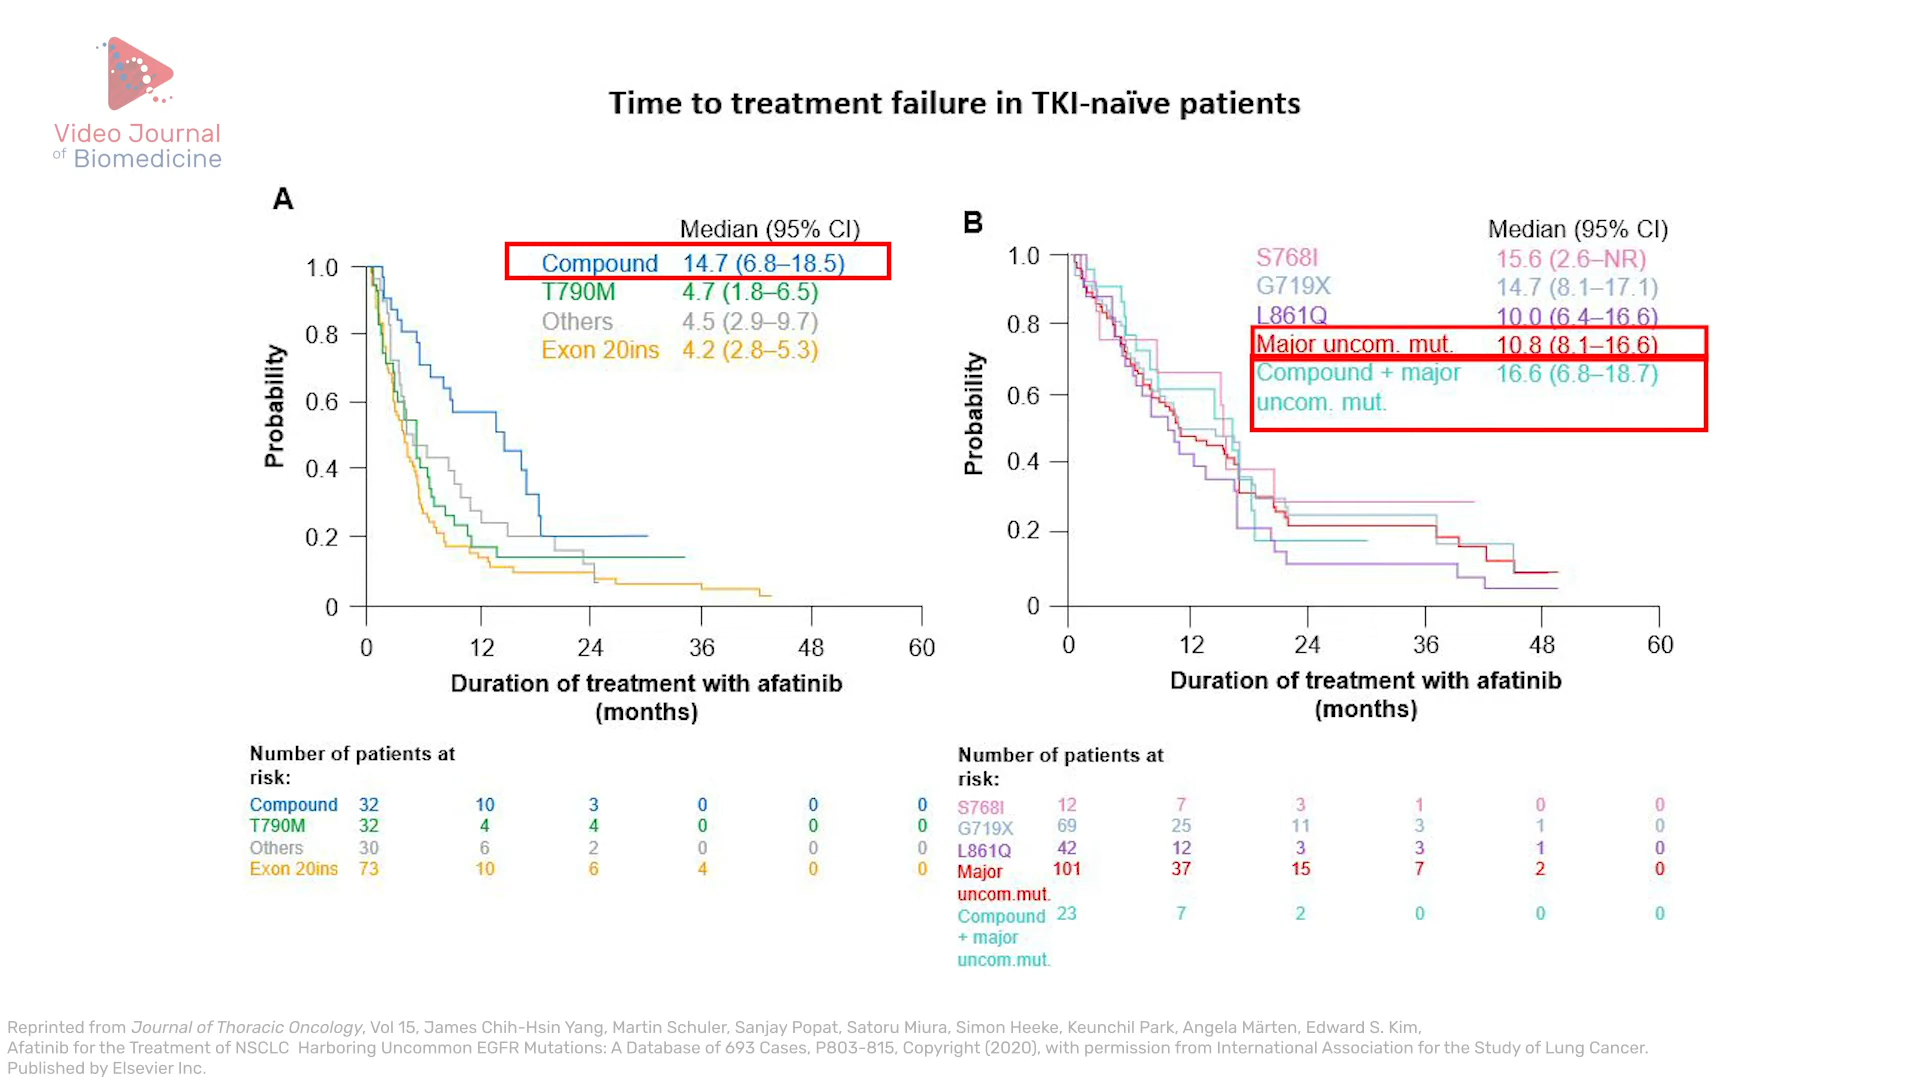 Video Journal
of Biomedicine
Time to treatment failure in TKI-naïve patients
A
Median (95% CI)
Compound 14.7 (6.8–18.5)
T790M 4.7 (1.8–6.5)
Others 4.5 (2.9–9.7)
Exon 20ins 4.2 (2.8–5.3)
Probability
1.0
0.8
0.6
0.4
0.2
0
0 12 24 36 48 60
Duration of treatment with afatinib
(months)
Number of patients at
risk:
Compound 32 10 3 0 0 0
T790M 32 4 4 0 0 0
Others 30 6 2 0 0 0
Exon 20ins 73 10 6 4 0 0
B
Median (95% CI)
S768I 15.6 (2.6–NR)
G719X 14.7 (8.1–17.1)
L861Q 10.0 (6.4–16.6)
Major uncom. mut. 10.8 (8.1–16.6)
Compound + major 16.6 (6.8–18.7)
uncom. mut.
Probability
1.0
0.8
0.6
0.4
0.2
0
0 12 24 36 48 60
Duration of treatment with afatinib
(months)
Number of patients at
risk:
S768I 12 7 3 1 0 0
G719X 69 25 11 3 1 0
L861Q 42 12 3 3 1 0
Major 101 37 15 7 2 0
uncom.mut.
Compound 23 7 2 0 0 0
+ major
uncom.mut.
Reprinted from Journal of Thoracic Oncology, Vol 15, James Chih-Hsin Yang, Martin Schuler, Sanjay Popat, Satoru Miura, Simon Heeke, Keunchil Park, Angela Märten, Edward S. Kim,
Afatinib for the Treatment of NSCLC Harboring Uncommon EGFR Mutations: A Database of 693 Cases, P803-815, Copyright (2020), with permission from International Association for the Study of Lung Cancer.
Published by Elsevier Inc.